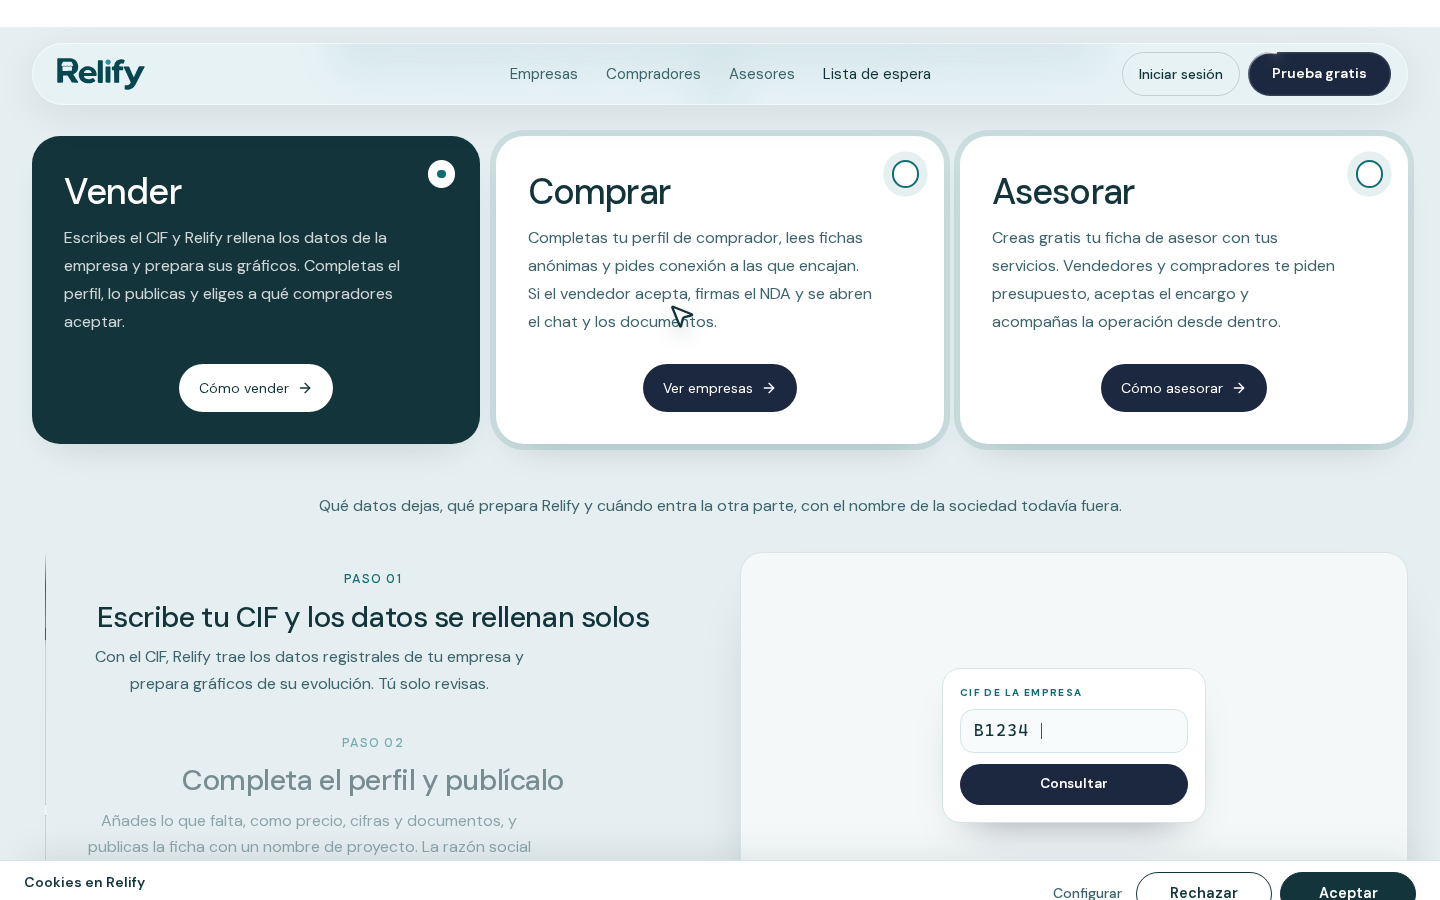 Relify
Empresas
Compradores
Asesores
Lista de espera
Iniciar sesión
Prueba gratis
Vender
Escribes el CIF y Relify rellena los datos de la
empresa y prepara sus gráficos. Completas el
perfil, lo publicas y eliges a qué compradores
aceptar.
Cómo vender
Comprar
Completas tu perfil de comprador, lees fichas
anónimas y pides conexión a las que encajan.
Si el vendedor acepta, firmas el NDA y se abren
el chat y los documentos.
Ver empresas
Asesorar
Creas gratis tu ficha de asesor con tus
servicios. Vendedores y compradores te piden
presupuesto, aceptas el encargo y
acompañas la operación desde dentro.
Cómo asesorar
Qué datos dejas, qué prepara Relify y cuándo entra la otra parte, con el nombre de la sociedad todavía fuera.
PASO 01
Escribe tu CIF y los datos se rellenan solos
Con el CIF, Relify trae los datos registrales de tu empresa y
prepara gráficos de su evolución. Tú solo revisas.
PASO 02
Completa el perfil y publícalo
Añades lo que falta, como precio, cifras y documentos, y
publicas la ficha con un nombre de proyecto. La razón social
CIF DE LA EMPRESA
B1234
Consultar
Cookies en Relify
Configurar
Rechazar
Aceptar